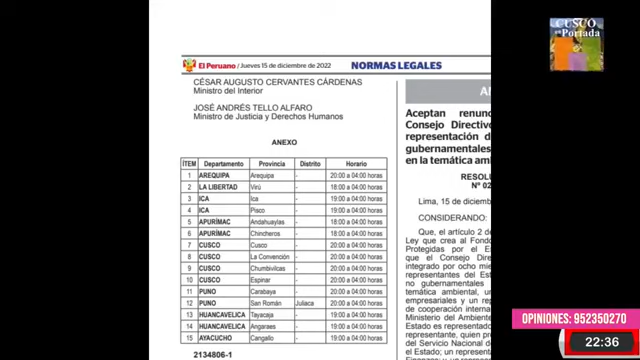 El Peruano / Jueves 15 de diciembre de 2022
NORMAS LEGALES
CÉSAR AUGUSTO CERVANTES CÁRDENAS
Ministro del Interior
JOSÉ ANDRÉS TELLO ALFARO
Ministro de Justicia y Derechos Humanos
ANEXO
ÍTEM Departamento Provincia Distrito Horario
1 AREQUIPA Arequipa - 20:00 a 04:00 horas
2 LA LIBERTAD Virú - 18:00 a 04:00 horas
3 ICA Ica - 19:00 a 04:00 horas
4 ICA Pisco - 19:00 a 04:00 horas
5 APURÍMAC Andahuaylas - 18:00 a 04:00 horas
6 APURÍMAC Chincheros - 18:00 a 04:00 horas
7 CUSCO Cusco - 20:00 a 04:00 horas
8 CUSCO La Convención - 20:00 a 04:00 horas
9 CUSCO Chumbivilcas - 20:00 a 04:00 horas
10 CUSCO Espinar - 20:00 a 04:00 horas
11 PUNO Carabaya - 20:00 a 04:00 horas
12 PUNO San Román Juliaca 20:00 a 04:00 horas
13 HUANCAVELICA Tayacaja - 19:00 a 04:00 horas
14 HUANCAVELICA Angaraes - 19:00 a 04:00 horas
15 AYACUCHO Cangallo - 20:00 a 04:00 horas
2134806-1
AM
Aceptan renunc
Consejo Directivo
representación d
gubernamentales
en la temática amb
RESOLU
Nº 02
Lima, 15 de diciemb
CONSIDERANDO:
Que, el artículo 2 d
Ley que crea al Fondo
Protegidas por el E
que el Consejo Direc
integrado por ocho mie
representantes del Est
no gubernamentales
temática ambiental, un
empresariales y un rep
de cooperación interna
Ministerio del Ambiente
Estado es representado
representante, quien pr
del Servicio Nacional d
por el Estado; un repre
CUSCO
en Portada
OPINIONES: 952350270
22:36